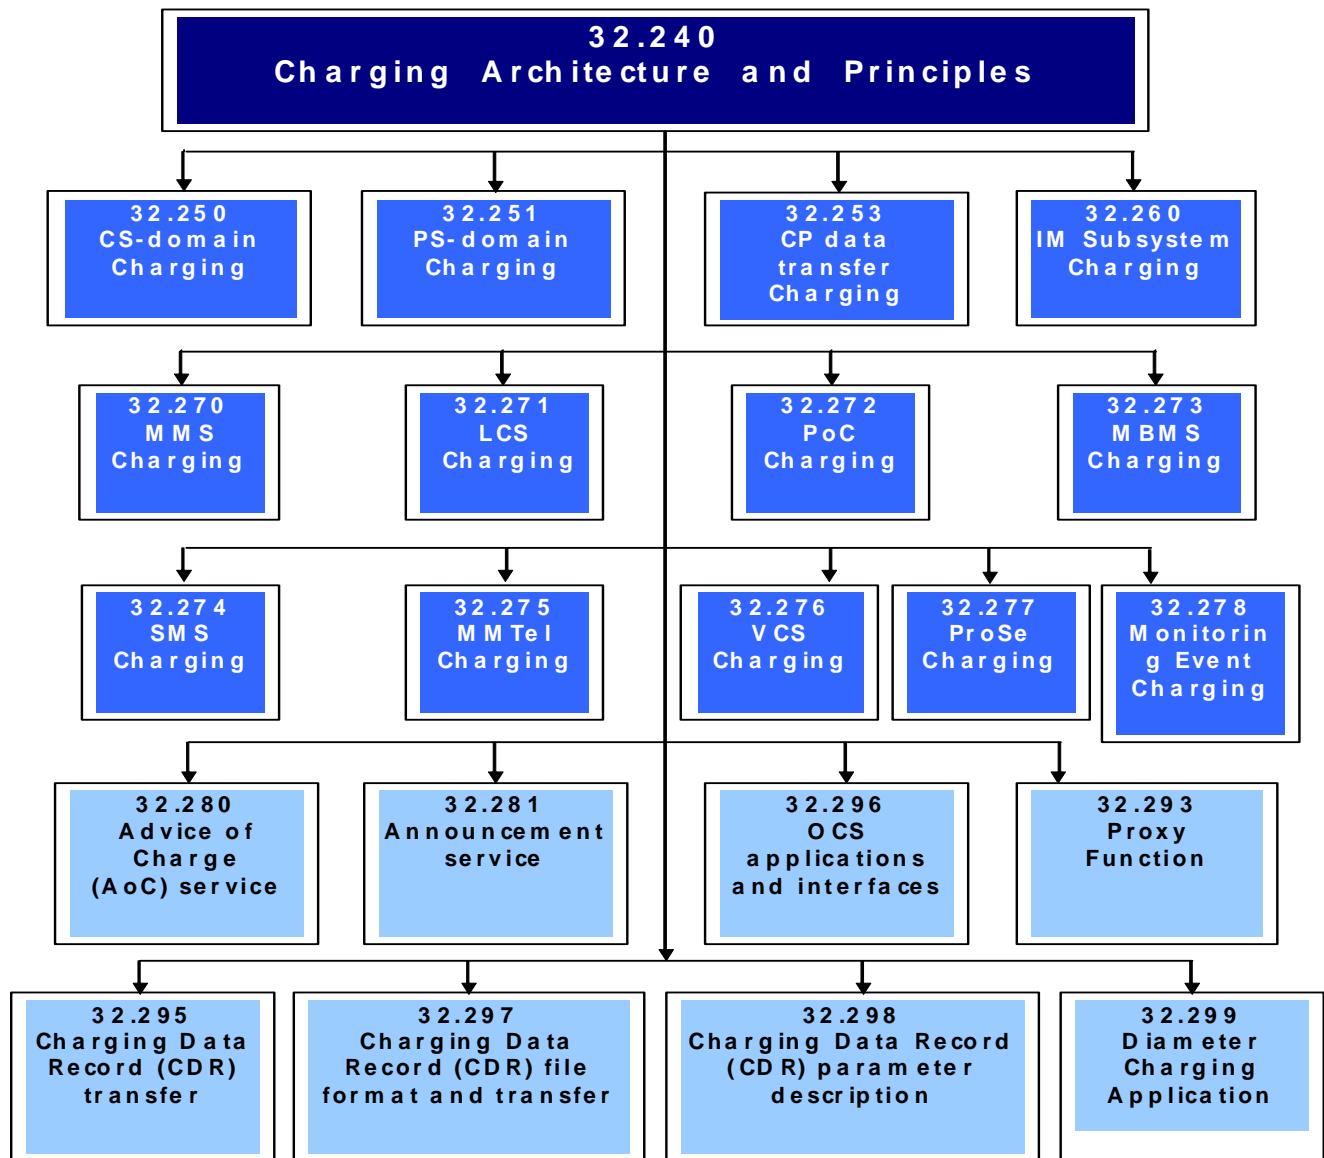 32.240
Charging Architecture and Principles
32.250
CS-domain
Charging
32.251
PS-domain
Charging
32.253
CP data
transfer
Charging
32.260
IM Subsystem
Charging
32.270
MMS
Charging
32.271
LCS
Charging
32.272
PoC
Charging
32.273
MBMS
Charging
32.274
SMS
Charging
32.275
MMTel
Charging
32.276
VCS
Charging
32.277
ProSe
Charging
32.278
Monitorin
g Event
Charging
32.280
Advice of
Charge
(AoC) service
32.281
Announcement
service
32.296
OCS
applications
and interfaces
32.293
Proxy
Function
32.295
Charging Data
Record (CDR)
transfer
32.297
Charging Data
Record (CDR) file
format and transfer
32.298
Charging Data Record
(CDR) parameter
description
32.299
Diameter
Charging
Application